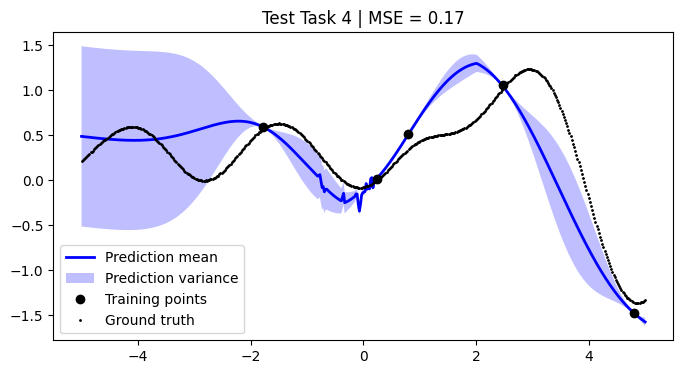 Test Task 4 | MSE = 0.17
1.5
1.0
0.5
0.0
−0.5
−1.0
−1.5
Prediction mean
Prediction variance
Training points
Ground truth
−4 −2 0 2 4